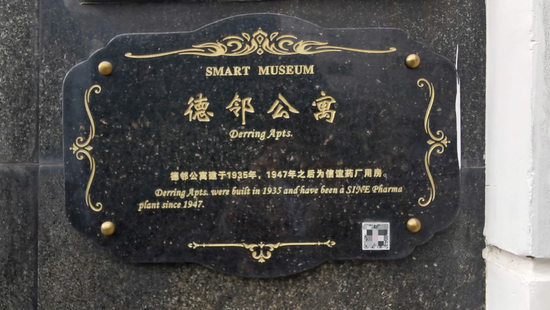 SMART MUSEUM
德邻公寓
Derring Apts.
德邻公寓建于1935年，1947年之后为信谊药厂用房。
Derring Apts. were built in 1935 and have been a SINE Pharma
plant since 1947.